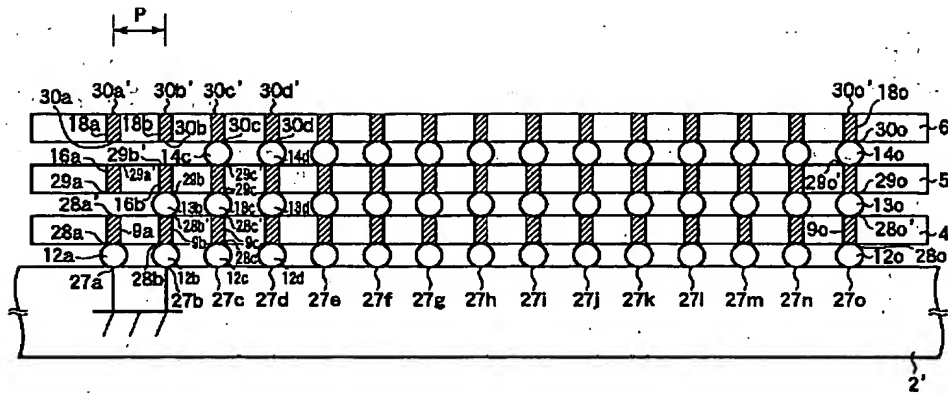 P
30a' 30b' 30c' 30d' 30o'
30a 18a 18b 30b 30c 30d 18o
30o 6
16a 29b' 14c 14d 14o
29a' 29b 29c' 29o'
29a 16b 29c 29o 5
28a' 13b 13c 13d 13o
9a 28b' 28c' 9o 28o'
28a 9b 9c 4
12a 28b 12b 28c 12c 12d 12o 28o
27a 27b 27c 27d 27e 27f 27g 27h 27i 27j 27k 27l 27m 27n 27o
2'